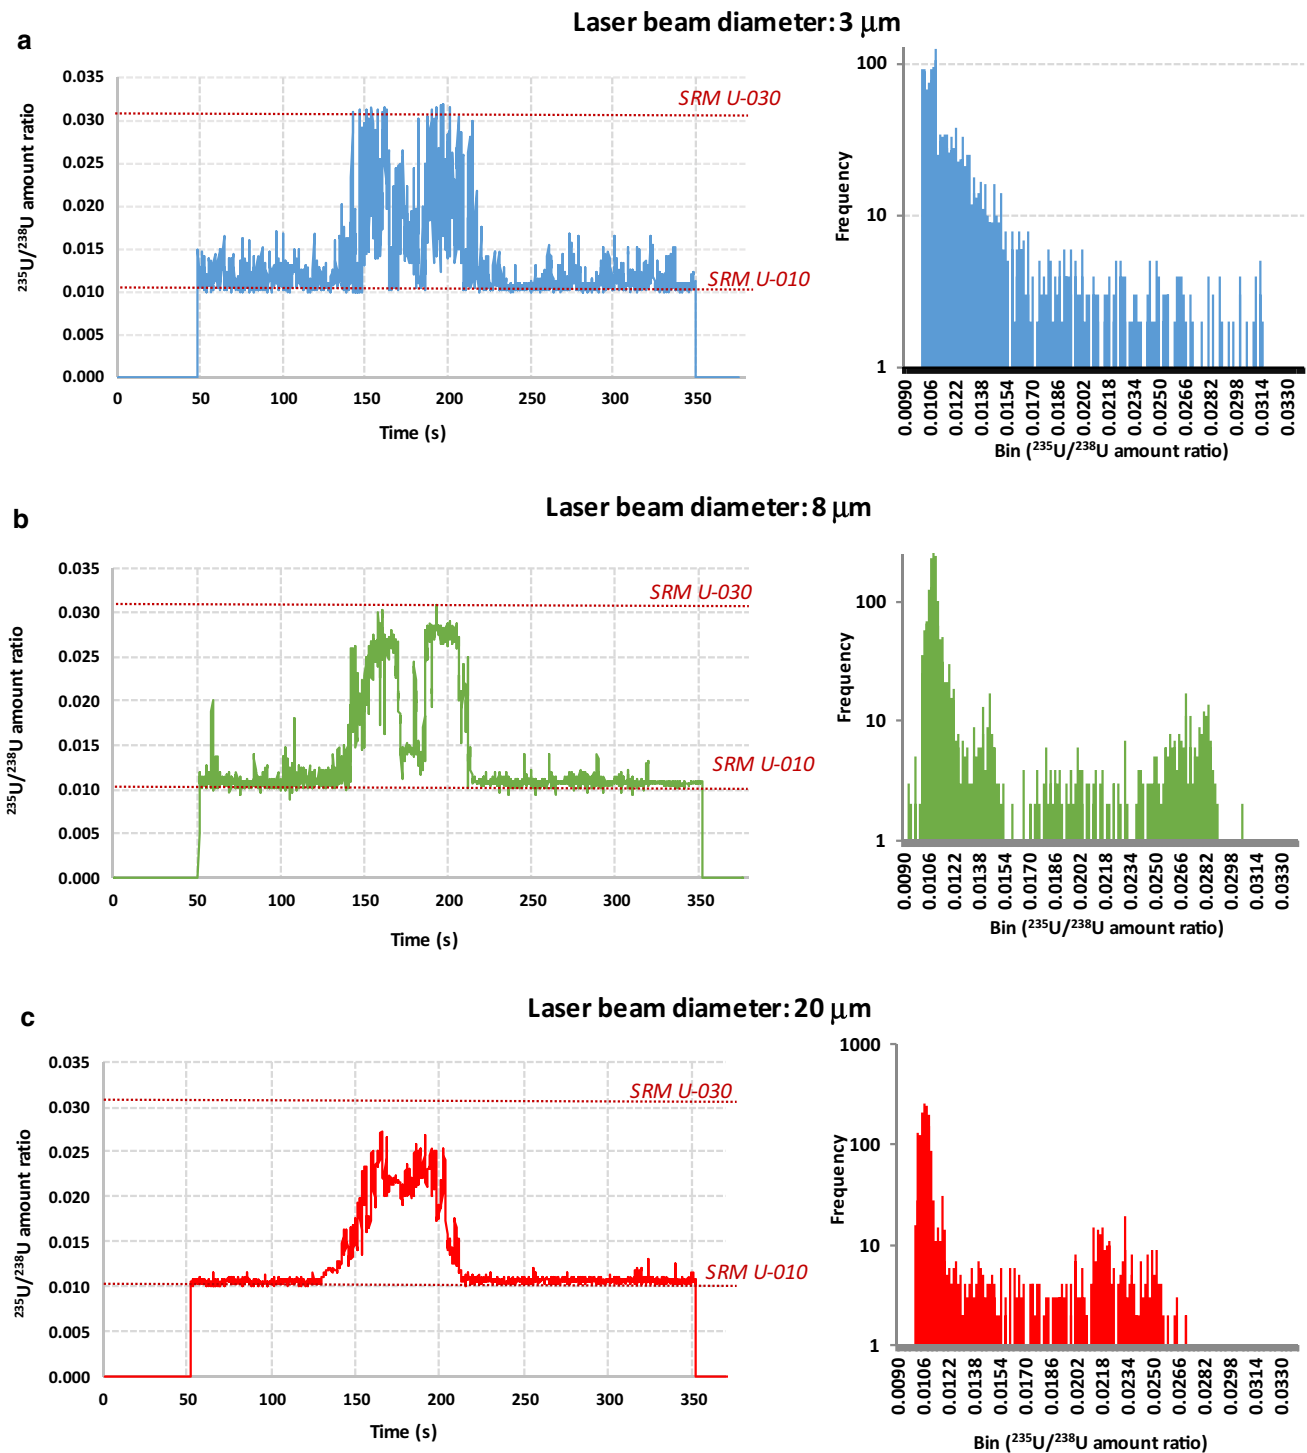 Laser beam diameter: 3 μm
a
0.035
0.030
0.025
0.020
0.015
0.010
0.005
0.000
²³⁵U/²³⁸U amount ratio
SRM U-030
SRM U-010
0 50 100 150 200 250 300 350
Time (s)
100
10
1
Frequency
0.0090 0.0106 0.0122 0.0138 0.0154 0.0170 0.0186 0.0202 0.0218 0.0234 0.0250 0.0266 0.0282 0.0298 0.0314 0.0330
Bin (²³⁵U/²³⁸U amount ratio)
Laser beam diameter: 8 μm
b
0.035
0.030
0.025
0.020
0.015
0.010
0.005
0.000
²³⁵U/²³⁸U amount ratio
SRM U-030
SRM U-010
0 50 100 150 200 250 300 350
Time (s)
100
10
1
Frequency
0.0090 0.0106 0.0122 0.0138 0.0154 0.0170 0.0186 0.0202 0.0218 0.0234 0.0250 0.0266 0.0282 0.0298 0.0314 0.0330
Bin (²³⁵U/²³⁸U amount ratio)
Laser beam diameter: 20 μm
c
0.035
0.030
0.025
0.020
0.015
0.010
0.005
0.000
²³⁵U/²³⁸U amount ratio
SRM U-030
SRM U-010
0 50 100 150 200 250 300 350
Time (s)
1000
100
10
1
Frequency
0.0090 0.0106 0.0122 0.0138 0.0154 0.0170 0.0186 0.0202 0.0218 0.0234 0.0250 0.0266 0.0282 0.0298 0.0314 0.0330
Bin (²³⁵U/²³⁸U amount ratio)